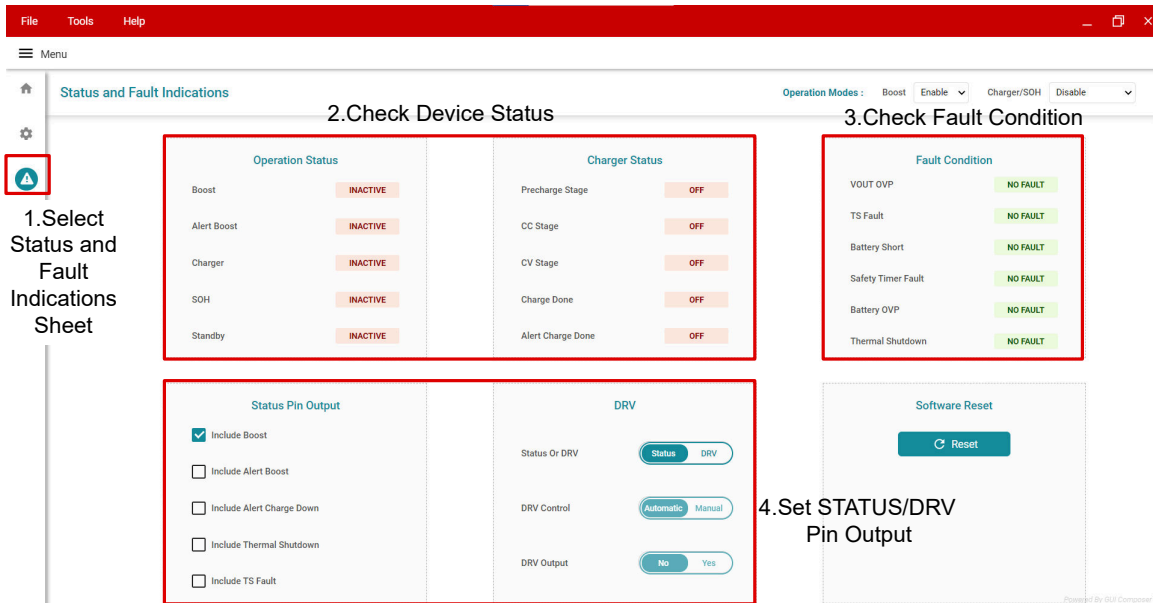 File Tools Help
Menu
Status and Fault Indications
Operation Modes : Boost Enable Charger/SOH Disable
2.Check Device Status
3.Check Fault Condition
1.Select
Status and
Fault
Indications
Sheet
Operation Status
Boost INACTIVE
Alert Boost INACTIVE
Charger INACTIVE
SOH INACTIVE
Standby INACTIVE
Charger Status
Precharge Stage OFF
CC Stage OFF
CV Stage OFF
Charge Done OFF
Alert Charge Done OFF
Fault Condition
VOUT OVP NO FAULT
TS Fault NO FAULT
Battery Short NO FAULT
Safety Timer Fault NO FAULT
Battery OVP NO FAULT
Thermal Shutdown NO FAULT
Status Pin Output
Include Boost
Include Alert Boost
Include Alert Charge Down
Include Thermal Shutdown
Include TS Fault
DRV
Status Or DRV Status DRV
DRV Control Automatic Manual
DRV Output No Yes
4.Set STATUS/DRV
Pin Output
Software Reset
Reset
Powered By GUI Composer